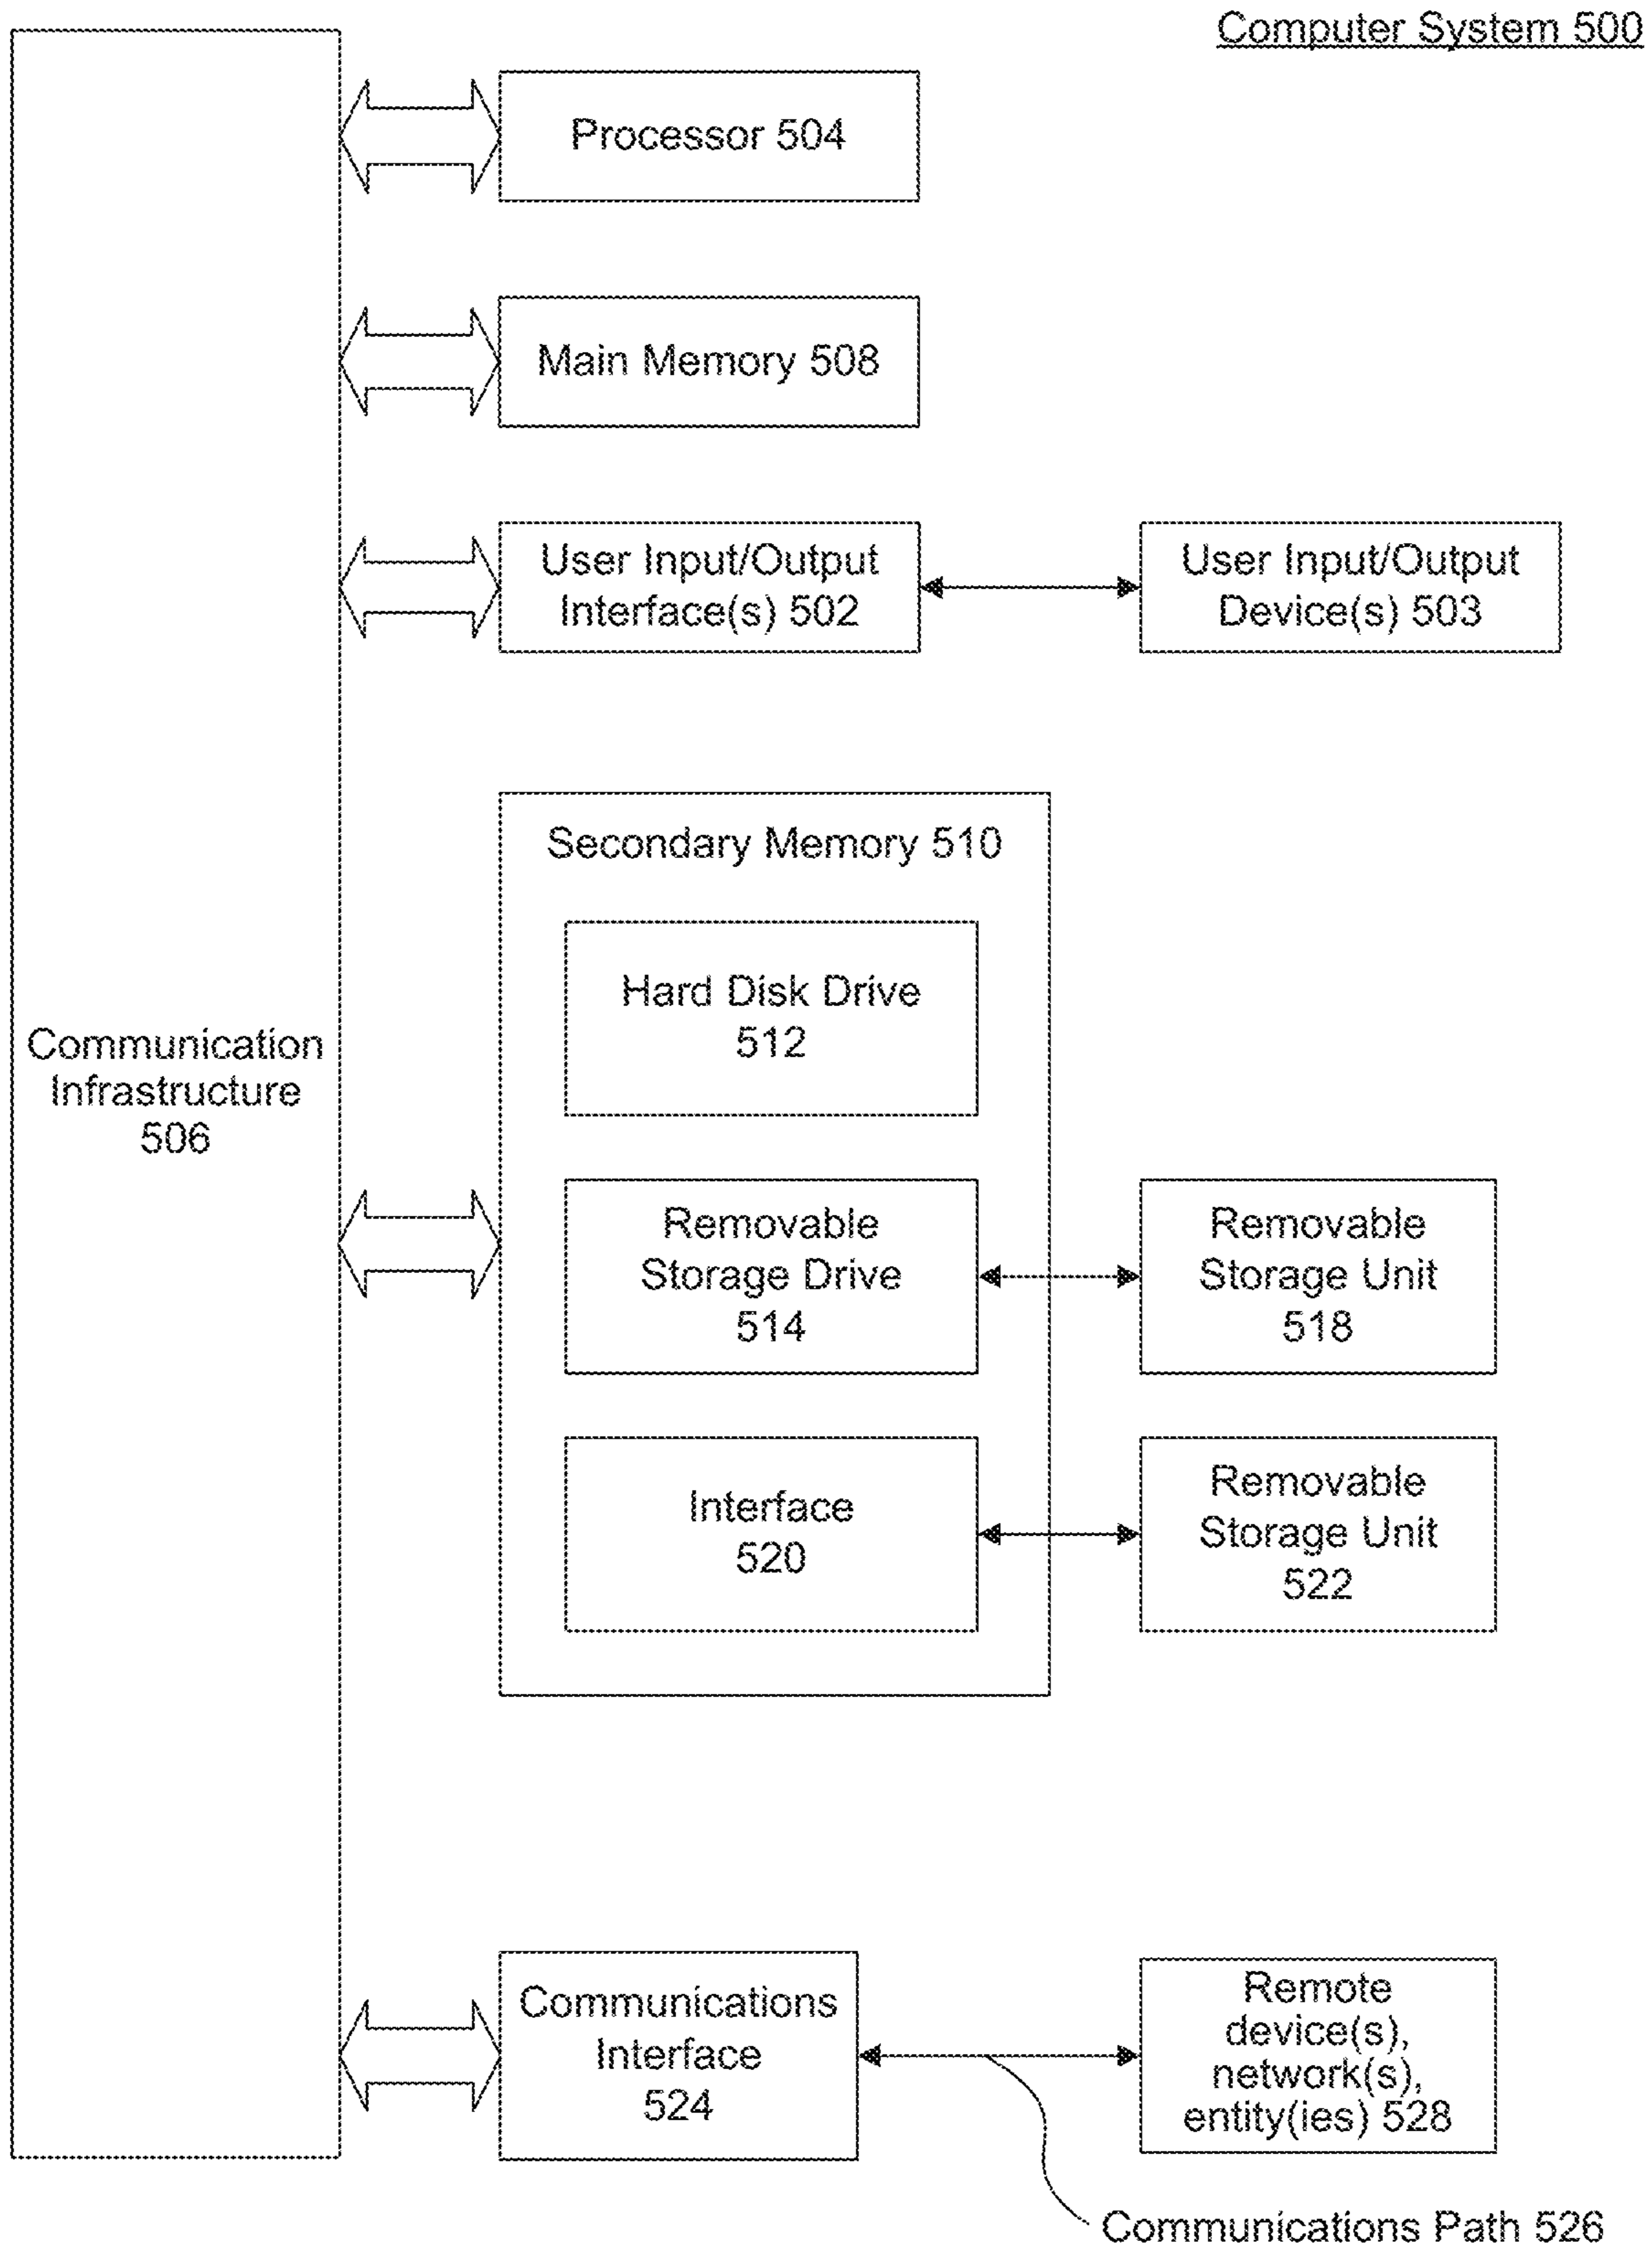 Computer System 500
Processor 504
Main Memory 508
User Input/Output
Interface(s) 502
User Input/Output
Device(s) 503
Secondary Memory 510
Hard Disk Drive
512
Communication
Infrastructure
506
Removable
Storage Drive
514
Removable
Storage Unit
518
Interface
520
Removable
Storage Unit
522
Communications
Interface
524
Remote
device(s),
network(s),
entity(ies) 528
Communications Path 526